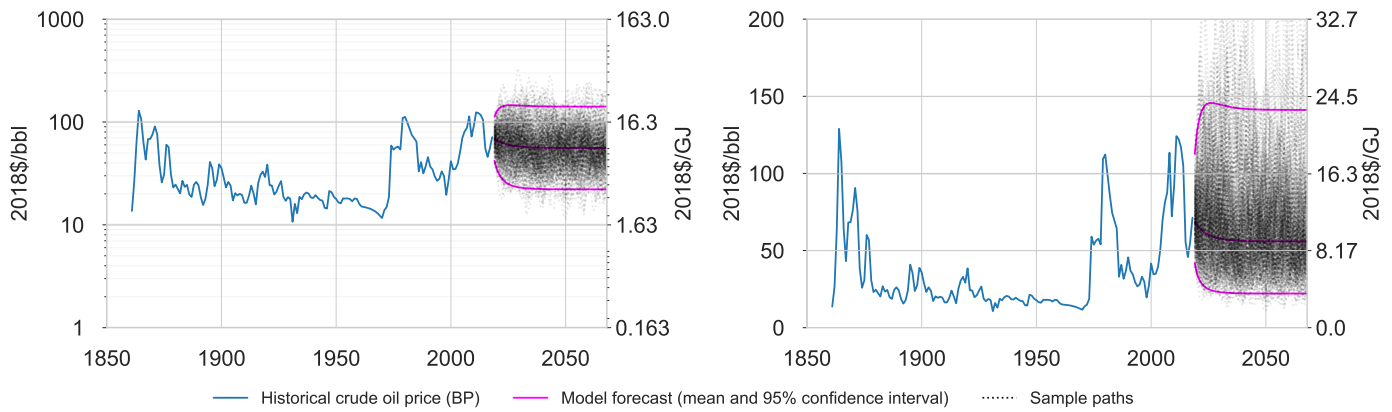 1000
100
10
1
2018$/bbl
163.0
16.3
1.63
0.163
2018$/GJ
1850 1900 1950 2000 2050
200
150
100
50
0
2018$/bbl
32.7
24.5
16.3
8.17
0.0
2018$/GJ
1850 1900 1950 2000 2050
Historical crude oil price (BP) Model forecast (mean and 95% confidence interval) Sample paths